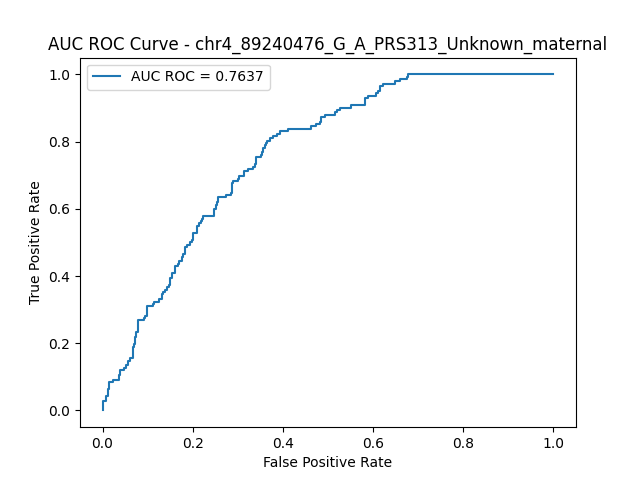 AUC ROC Curve - chr4_89240476_G_A_PRS313_Unknown_maternal
AUC ROC = 0.7637
1.0
0.8
0.6
0.4
0.2
0.0
True Positive Rate
0.0 0.2 0.4 0.6 0.8 1.0
False Positive Rate